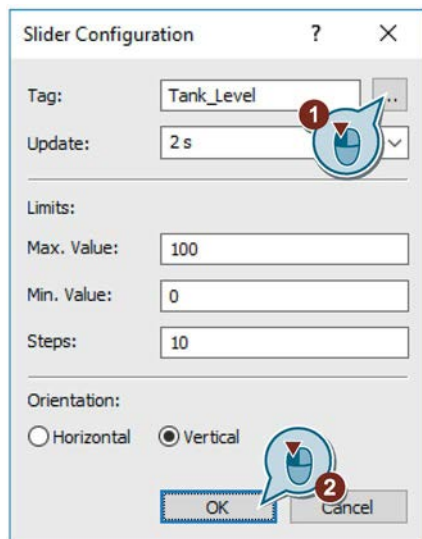 Slider Configuration ? ×
Tag: Tank_Level ...
1
Update: 2 s
Limits:
Max. Value: 100
Min. Value: 0
Steps: 10
Orientation:
Horizontal Vertical
2
OK Cancel